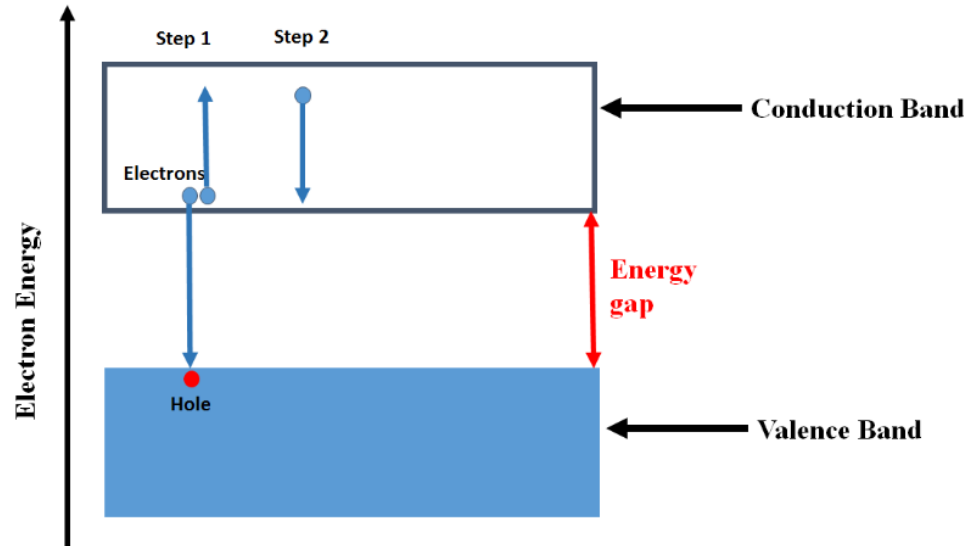 Step 1
Step 2
Conduction Band
Electrons
Electron Energy
Energy
gap
Hole
Valence Band